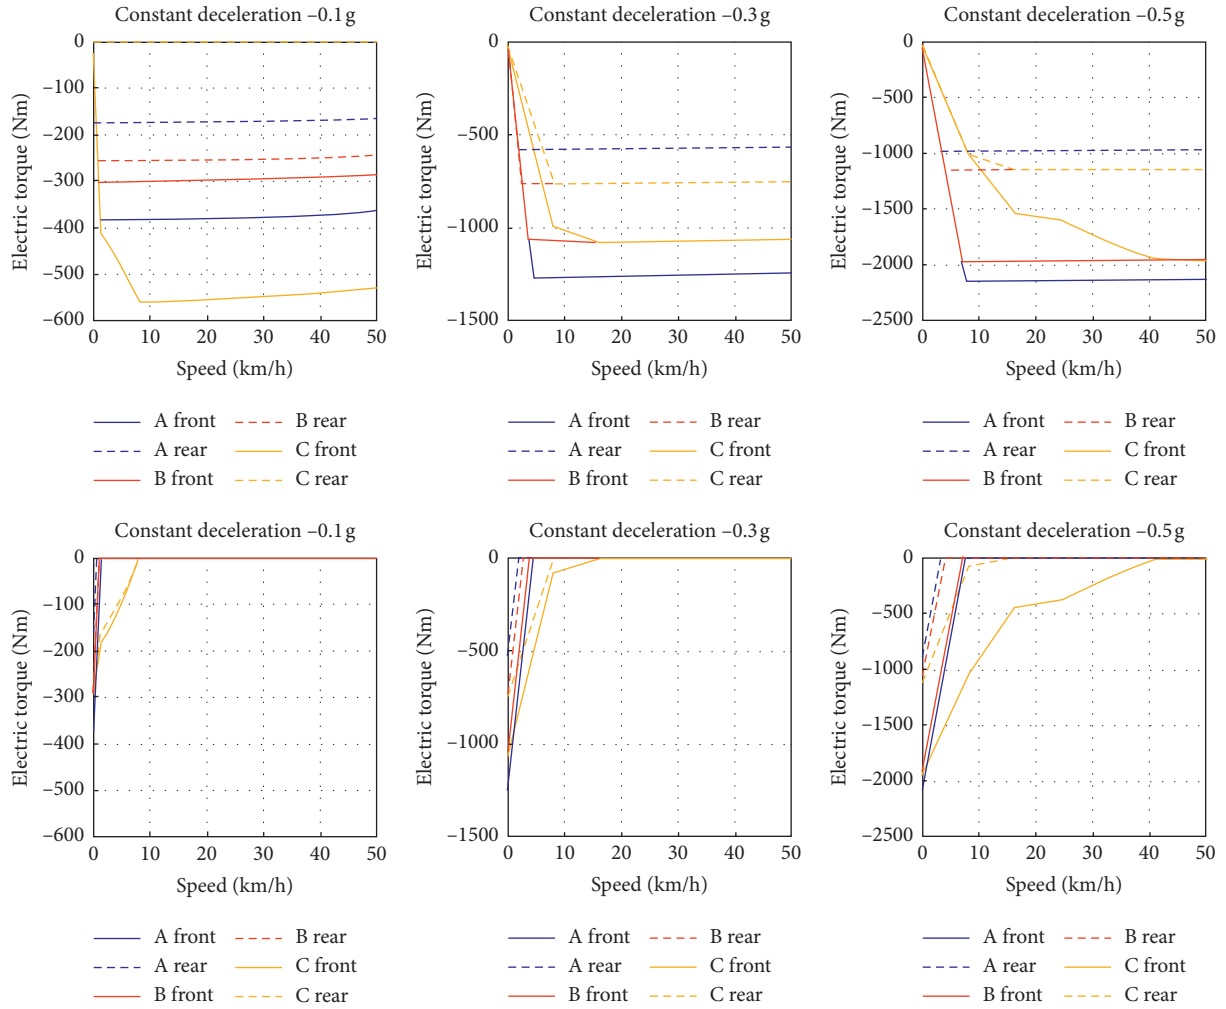 Constant deceleration –0.1 g
0
–100
–200
–300
–400
–500
–600
Electric torque (Nm)
0 10 20 30 40 50
Speed (km/h)
A front
A rear
B front
B rear
C front
C rear
Constant deceleration –0.3 g
0
–500
–1000
–1500
Electric torque (Nm)
0 10 20 30 40 50
Speed (km/h)
A front
A rear
B front
B rear
C front
C rear
Constant deceleration –0.5 g
0
–500
–1000
–1500
–2000
–2500
Electric torque (Nm)
0 10 20 30 40 50
Speed (km/h)
A front
A rear
B front
B rear
C front
C rear
Constant deceleration –0.1 g
0
–100
–200
–300
–400
–500
–600
Electric torque (Nm)
0 10 20 30 40 50
Speed (km/h)
A front
A rear
B front
B rear
C front
C rear
Constant deceleration –0.3 g
0
–500
–1000
–1500
Electric torque (Nm)
0 10 20 30 40 50
Speed (km/h)
A front
A rear
B front
B rear
C front
C rear
Constant deceleration –0.5 g
0
–500
–1000
–1500
–2000
–2500
Electric torque (Nm)
0 10 20 30 40 50
Speed (km/h)
A front
A rear
B front
B rear
C front
C rear